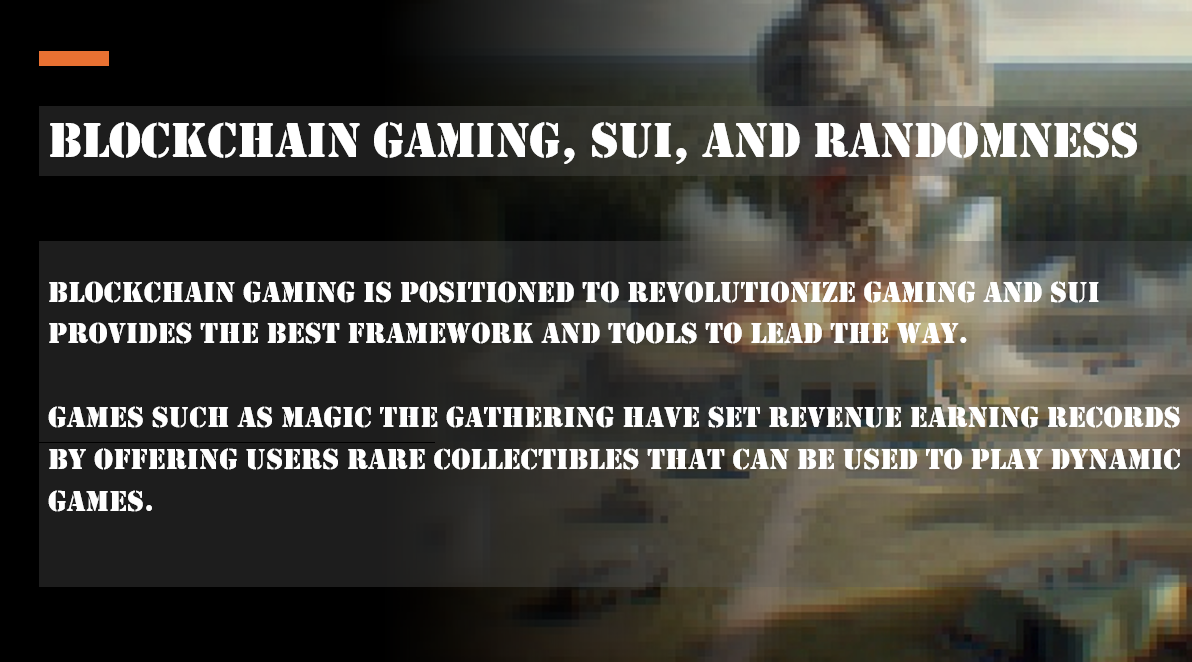 BLOCKCHAIN GAMING, SUI, AND RANDOMNESS
BLOCKCHAIN GAMING IS POSITIONED TO REVOLUTIONIZE GAMING AND SUI
PROVIDES THE BEST FRAMEWORK AND TOOLS TO LEAD THE WAY.
GAMES SUCH AS MAGIC THE GATHERING HAVE SET REVENUE EARNING RECORDS
BY OFFERING USERS RARE COLLECTIBLES THAT CAN BE USED TO PLAY DYNAMIC
GAMES.